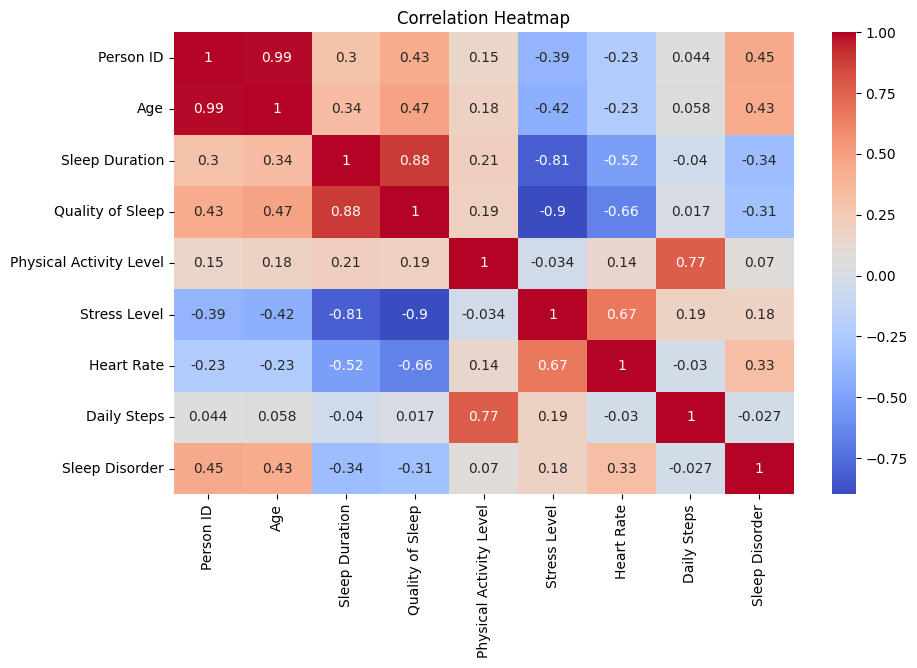 Correlation Heatmap
Person ID 1 0.99 0.3 0.43 0.15 -0.39 -0.23 0.044 0.45
Age 0.99 1 0.34 0.47 0.18 -0.42 -0.23 0.058 0.43
Sleep Duration 0.3 0.34 1 0.88 0.21 -0.81 -0.52 -0.04 -0.34
Quality of Sleep 0.43 0.47 0.88 1 0.19 -0.9 -0.66 0.017 -0.31
Physical Activity Level 0.15 0.18 0.21 0.19 1 -0.034 0.14 0.77 0.07
Stress Level -0.39 -0.42 -0.81 -0.9 -0.034 1 0.67 0.19 0.18
Heart Rate -0.23 -0.23 -0.52 -0.66 0.14 0.67 1 -0.03 0.33
Daily Steps 0.044 0.058 -0.04 0.017 0.77 0.19 -0.03 1 -0.027
Sleep Disorder 0.45 0.43 -0.34 -0.31 0.07 0.18 0.33 -0.027 1
Person ID
Age
Sleep Duration
Quality of Sleep
Physical Activity Level
Stress Level
Heart Rate
Daily Steps
Sleep Disorder
1.00
0.75
0.50
0.25
0.00
−0.25
−0.50
−0.75